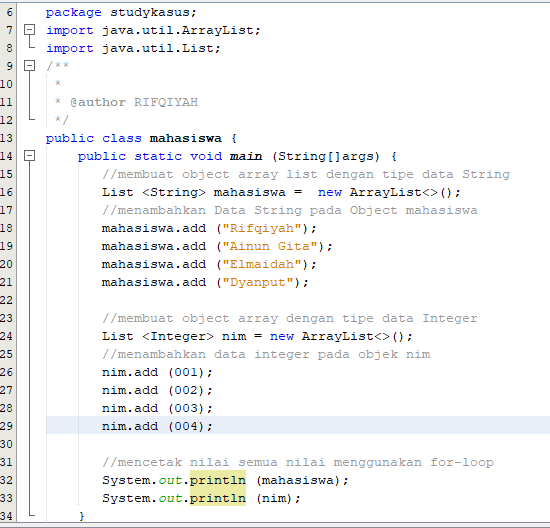 6 package studykasus;
7 import java.util.ArrayList;
8 import java.util.List;
9 /**
10  *
11  * @author RIFQIYAH
12  */
13 public class mahasiswa {
14     public static void main (String[]args) {
15        //membuat object array list dengan tipe data String
16        List <String> mahasiswa =  new ArrayList<>();
17        //menambahkan Data String pada Object mahasiswa
18        mahasiswa.add ("Rifqiyah");
19        mahasiswa.add ("Ainun Gita");
20        mahasiswa.add ("Elmaidah");
21        mahasiswa.add ("Dyanput");
22
23        //membuat object array dengan tipe data Integer
24        List <Integer> nim = new ArrayList<>();
25        //menambahkan data integer pada objek nim
26        nim.add (001);
27        nim.add (002);
28        nim.add (003);
29        nim.add (004);
30
31        //mencetak nilai semua nilai menggunakan for-loop
32        System.out.println (mahasiswa);
33        System.out.println (nim);
34     }